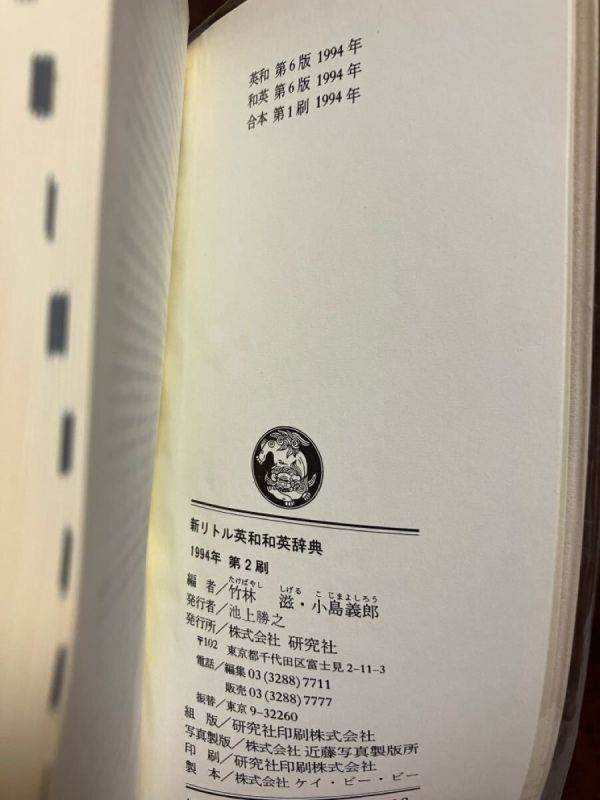 英和 第6版 1994年
和英 第6版 1994年
合本 第1刷 1994年
新リトル英和和英辞典
1994年 第2刷
たけばやし しげる こじまよしろう
編者/竹林 滋・小島義郎
発行者/池上勝之
発行所/株式会社 研究社
〒102 東京都千代田区富士見2-11-3
電話/編集03(3288)7711
販売03(3288)7777
振替/東京9-32260
組版/研究社印刷株式会社
写真製版/株式会社 近藤写真製版所
印刷/研究社印刷株式会社
製本/株式会社 ケイ・ビー・ビー